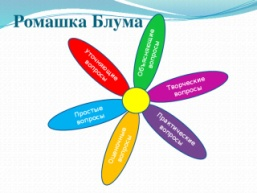 Ромашка Блума
Уточняющие
вопросы
Объясняющие
вопросы
Творческие
вопросы
Практические
вопросы
Оценочные
вопросы
Простые
вопросы